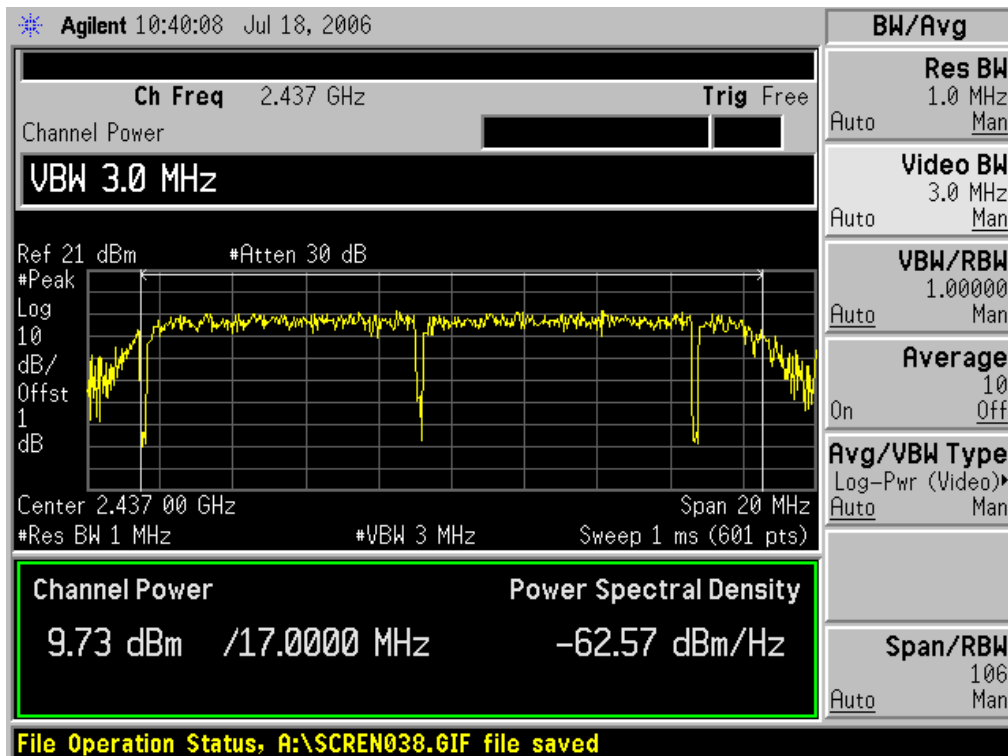 Agilent 10:40:08 Jul 18, 2006
BW/Avg
Ch Freq 2.437 GHz Trig Free
Channel Power
VBW 3.0 MHz
Ref 21 dBm #Atten 30 dB
#Peak
Log
10
dB/
Offst
1
dB
Center 2.437 00 GHz Span 20 MHz
#Res BW 1 MHz #VBW 3 MHz Sweep 1 ms (601 pts)
Channel Power Power Spectral Density
9.73 dBm /17.0000 MHz -62.57 dBm/Hz
Res BW
1.0 MHz
Auto Man
Video BW
3.0 MHz
Auto Man
VBW/RBW
1.00000
Auto Man
Average
10
On Off
Avg/VBW Type
Log-Pwr (Video)
Auto Man
Span/RBW
106
Auto Man
File Operation Status, A:\SCREN038.GIF file saved